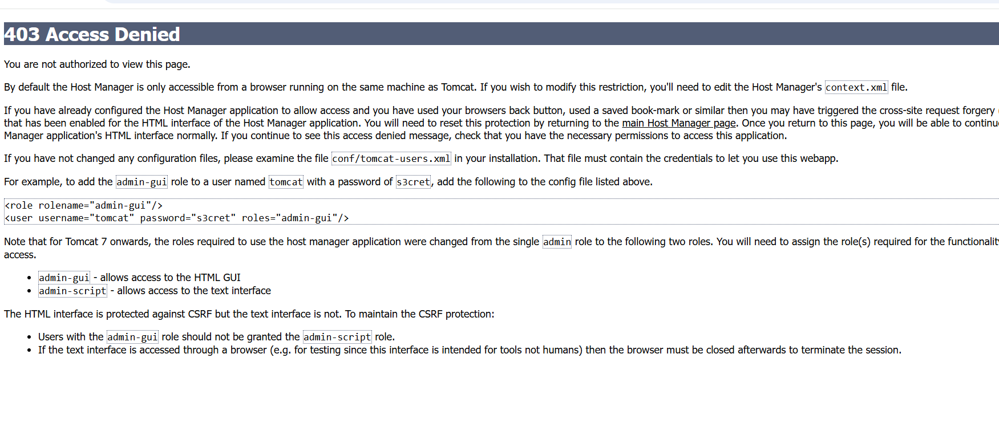 403 Access Denied
You are not authorized to view this page.
By default the Host Manager is only accessible from a browser running on the same machine as Tomcat. If you wish to modify this restriction, you'll need to edit the Host Manager's context.xml file.
If you have already configured the Host Manager application to allow access and you have used your browsers back button, used a saved book-mark or similar then you may have triggered the cross-site request forgery
that has been enabled for the HTML interface of the Host Manager application. You will need to reset this protection by returning to the main Host Manager page. Once you return to this page, you will be able to
Manager application's HTML interface normally. If you continue to see this access denied message, check that you have the necessary permissions to access this application.
If you have not changed any configuration files, please examine the file conf/tomcat-users.xml in your installation. That file must contain the credentials to let you use this webapp.
For example, to add the admin-gui role to a user named tomcat with a password of s3cret, add the following to the config file listed above.
<role rolename="admin-gui"/>
<user username="tomcat" password="s3cret" roles="admin-gui"/>
Note that for Tomcat 7 onwards, the roles required to use the host manager application were changed from the single admin role to the following two roles. You will need to assign the role(s) required for the
access.
• admin-gui - allows access to the HTML GUI
• admin-script - allows access to the text interface
The HTML interface is protected against CSRF but the text interface is not. To maintain the CSRF protection:
• Users with the admin-gui role should not be granted the admin-script role.
• If the text interface is accessed through a browser (e.g. for testing since this interface is intended for tools not humans) then the browser must be closed afterwards to terminate the session.